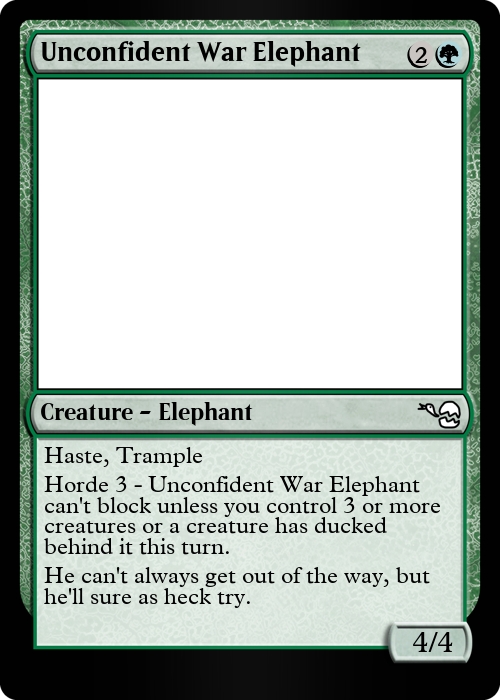 Unconfident War Elephant 2
Creature – Elephant
Haste, Trample
Horde 3 - Unconfident War Elephant
can't block unless you control 3 or more
creatures or a creature has ducked
behind it this turn.
He can't always get out of the way, but
he'll sure as heck try.
4/4